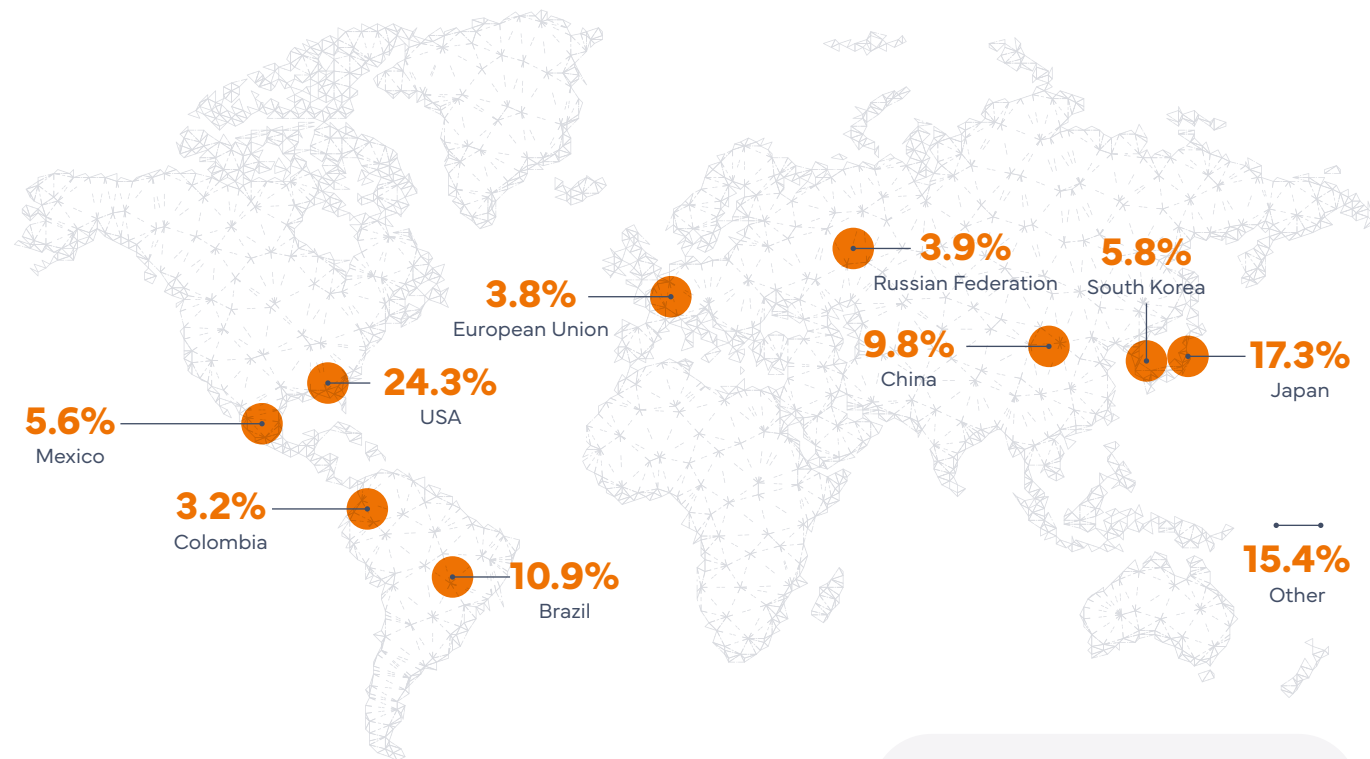 3.9%
Russian Federation
5.8%
South Korea
3.8%
European Union
9.8%
China
17.3%
Japan
24.3%
USA
5.6%
Mexico
3.2%
Colombia
10.9%
Brazil
15.4%
Other